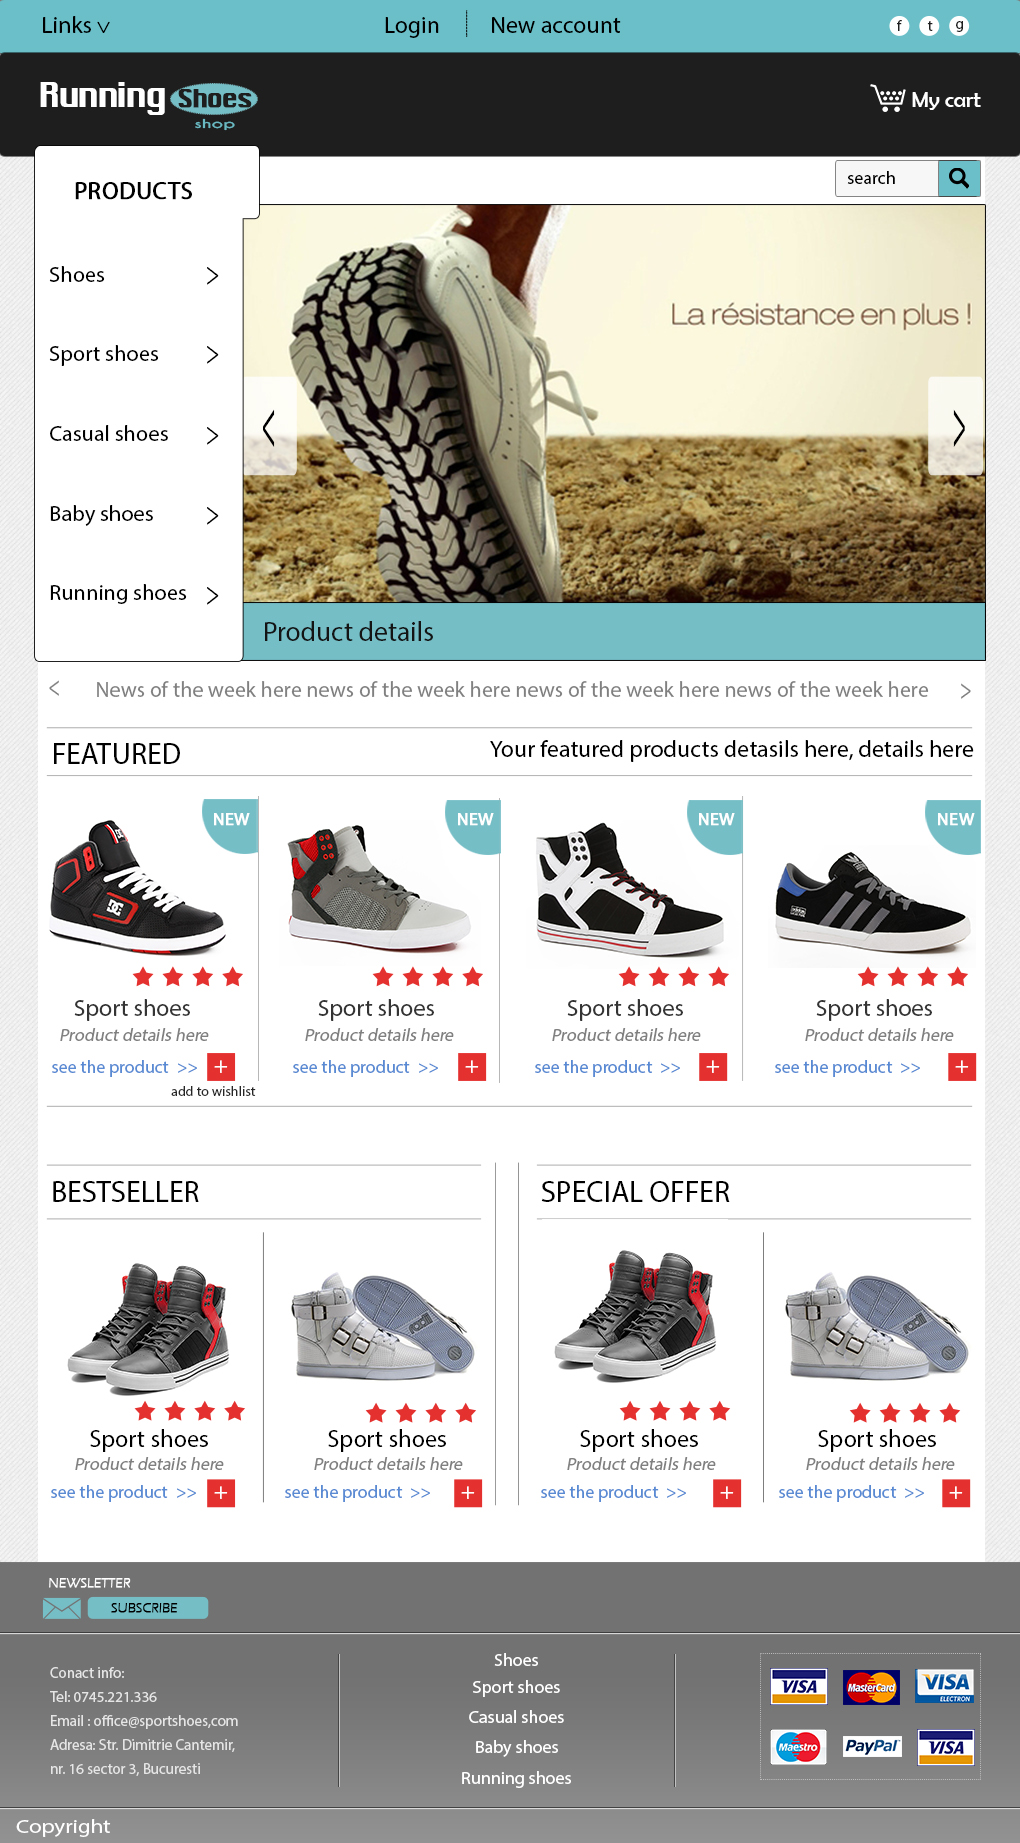 Links
Login
New account
f t g
Running Shoes
shop
My cart
PRODUCTS
search
Shoes
Sport shoes
Casual shoes
Baby shoes
Running shoes
La résistance en plus !
Product details
< News of the week here news of the week here news of the week here news of the week here >
FEATURED
Your featured products detasils here, details here
NEW NEW NEW NEW
Sport shoes Sport shoes Sport shoes Sport shoes
Product details here Product details here Product details here Product details here
see the product >> + see the product >> + see the product >> + see the product >> +
add to wishlist
BESTSELLER
SPECIAL OFFER
Sport shoes Sport shoes Sport shoes Sport shoes
Product details here Product details here Product details here Product details here
see the product >> + see the product >> + see the product >> + see the product >> +
NEWSLETTER
SUBSCRIBE
Conact info:
Tel: 0745.221.336
Email : office@sportshoes,com
Adresa: Str. Dimitrie Cantemir,
nr. 16 sector 3, Bucuresti
Shoes
Sport shoes
Casual shoes
Baby shoes
Running shoes
VISA MasterCard VISA
ELECTRON
Maestro PayPal VISA
Copyright